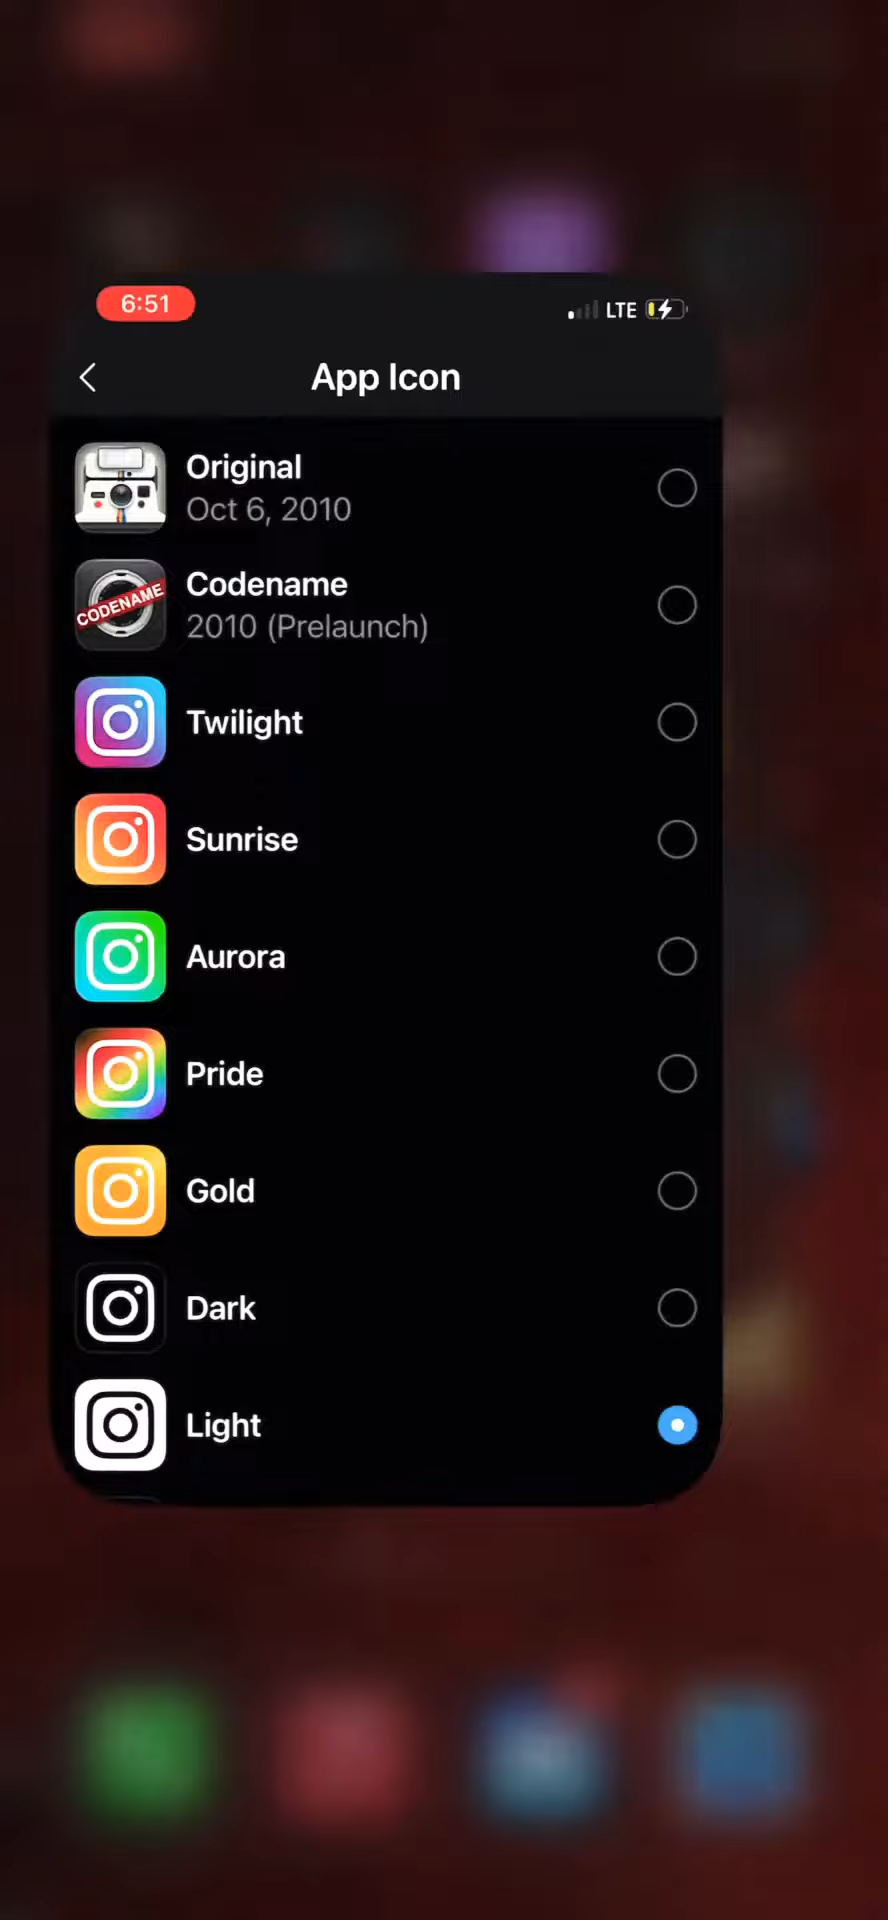 6:51
LTE
App Icon
Original
Oct 6, 2010
CODENAME
Codename
2010 (Prelaunch)
Twilight
Sunrise
Aurora
Pride
Gold
Dark
Light